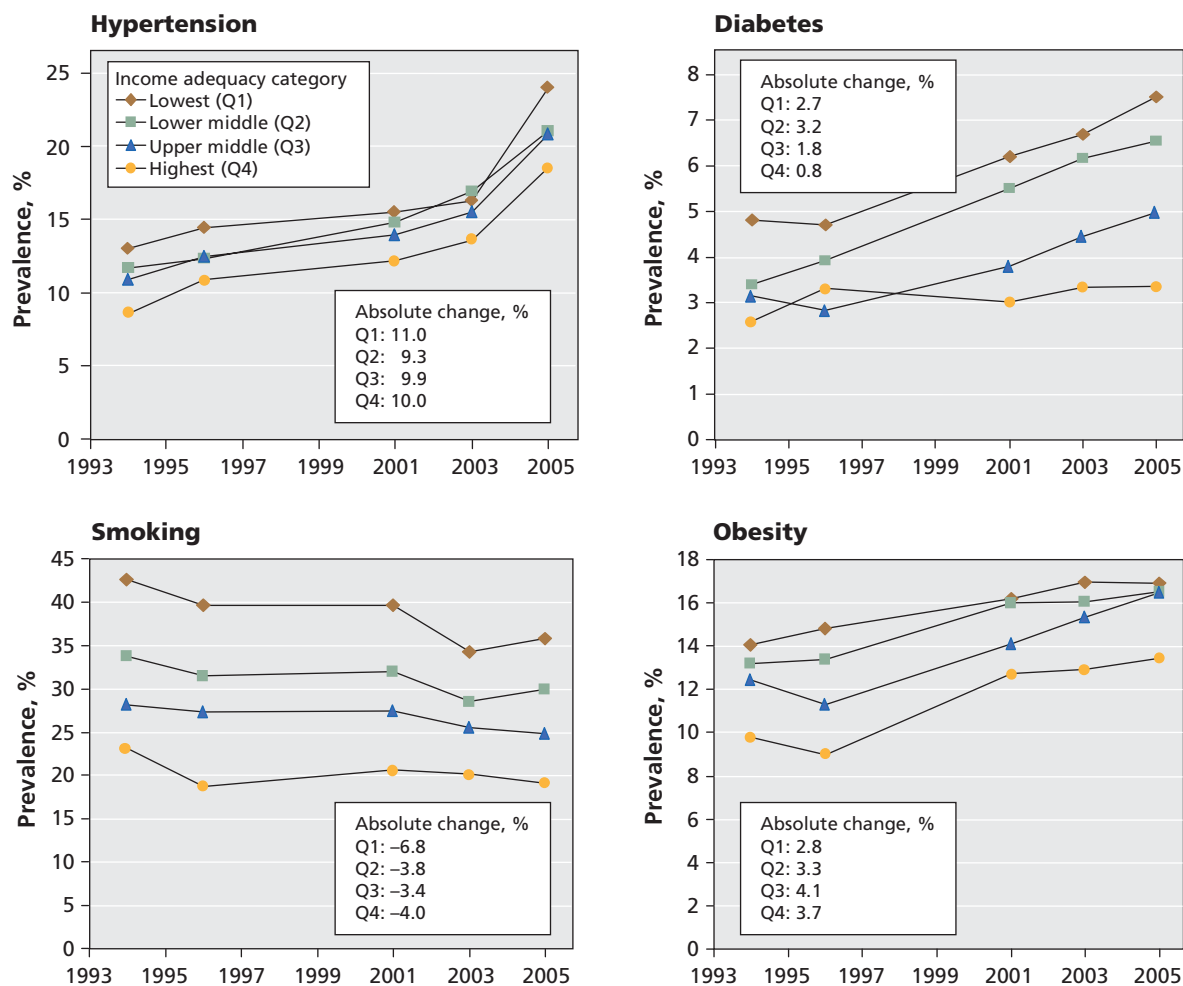 Hypertension
Prevalence, %
25
20
15
10
5
0
Income adequacy category
Lowest (Q1)
Lower middle (Q2)
Upper middle (Q3)
Highest (Q4)
Absolute change, %
Q1: 11.0
Q2: 9.3
Q3: 9.9
Q4: 10.0
1993 1995 1997 1999 2001 2003 2005
Diabetes
Prevalence, %
8
7
6
5
4
3
2
1
0
Absolute change, %
Q1: 2.7
Q2: 3.2
Q3: 1.8
Q4: 0.8
1993 1995 1997 1999 2001 2003 2005
Smoking
Prevalence, %
45
40
35
30
25
20
15
10
5
0
Absolute change, %
Q1: –6.8
Q2: –3.8
Q3: –3.4
Q4: –4.0
1993 1995 1997 1999 2001 2003 2005
Obesity
Prevalence, %
18
16
14
12
10
8
6
4
2
0
Absolute change, %
Q1: 2.8
Q2: 3.3
Q3: 4.1
Q4: 3.7
1993 1995 1997 1999 2001 2003 2005